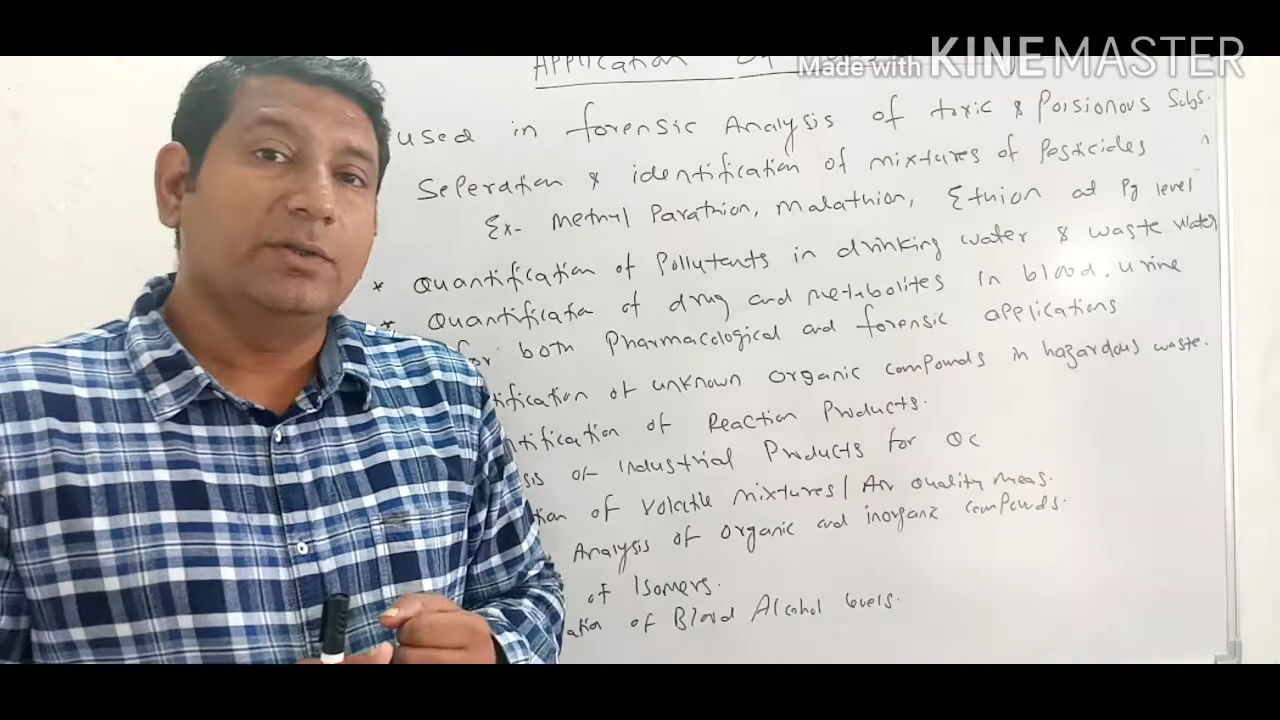 Application of
Made with KINEMASTER
used in forensic Analysis of toxic & Poisionous Subs.
Seperation & identification of mixtures of Pesticides
Ex- Methyl Parathion, Malathion, Ethion at Pg level
* Quantification of Pollutants in drinking water & waste water
* Quantification of drug and metabolites in blood, urine
for both Pharmacological and forensic applications
tification of unknown organic compounds in hazardous waste.
ntification of Reaction Products.
sis of Industrial Products for QC
tion of Volatile mixtures / Air quality meas.
Analysis of organic and inorganic compounds.
of Isomers.
ation of Blood Alcohol levels.